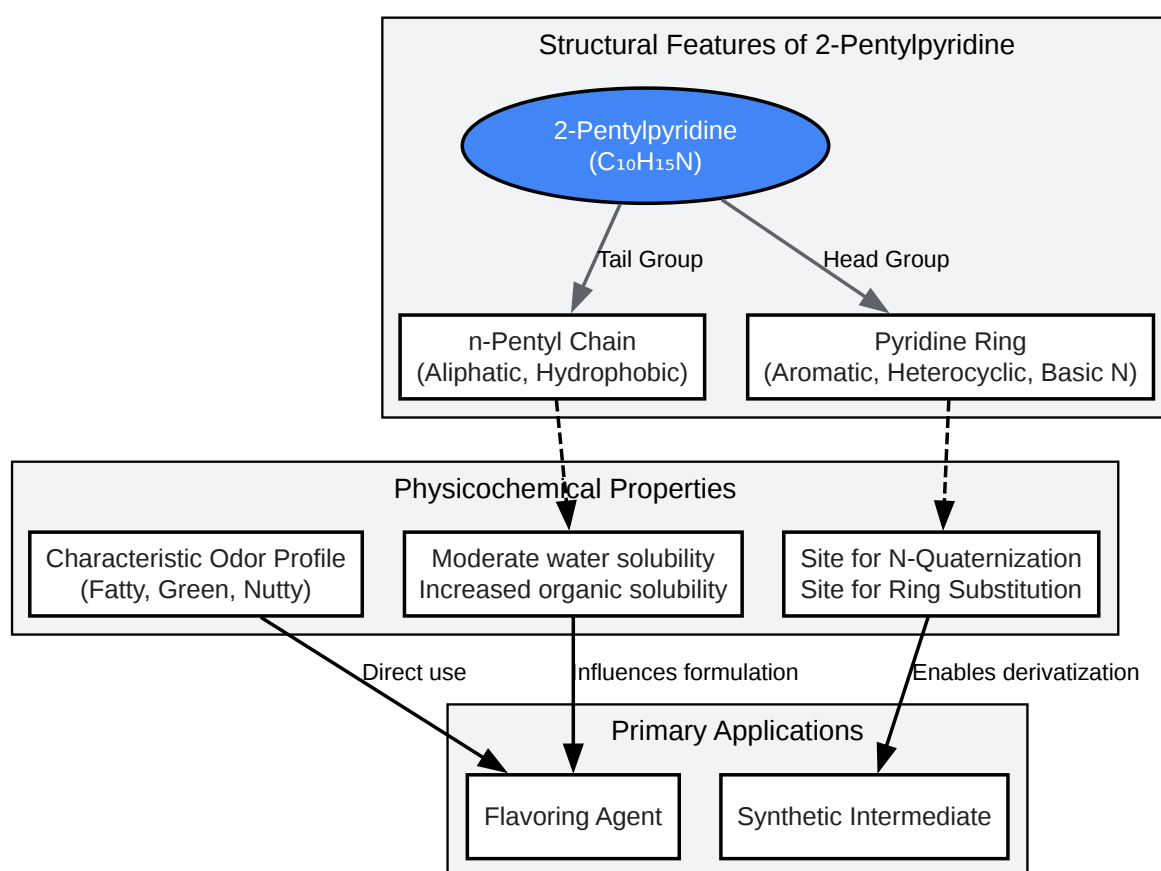 Structural Features of 2-Pentylpyridine
2-Pentylpyridine
(C₁₀H₁₅N)
Tail Group
Head Group
n-Pentyl Chain
(Aliphatic, Hydrophobic)
Pyridine Ring
(Aromatic, Heterocyclic, Basic N)
Physicochemical Properties
Characteristic Odor Profile
(Fatty, Green, Nutty)
Moderate water solubility
Increased organic solubility
Site for N-Quaternization
Site for Ring Substitution
Direct use
Influences formulation
Enables derivatization
Primary Applications
Flavoring Agent
Synthetic Intermediate